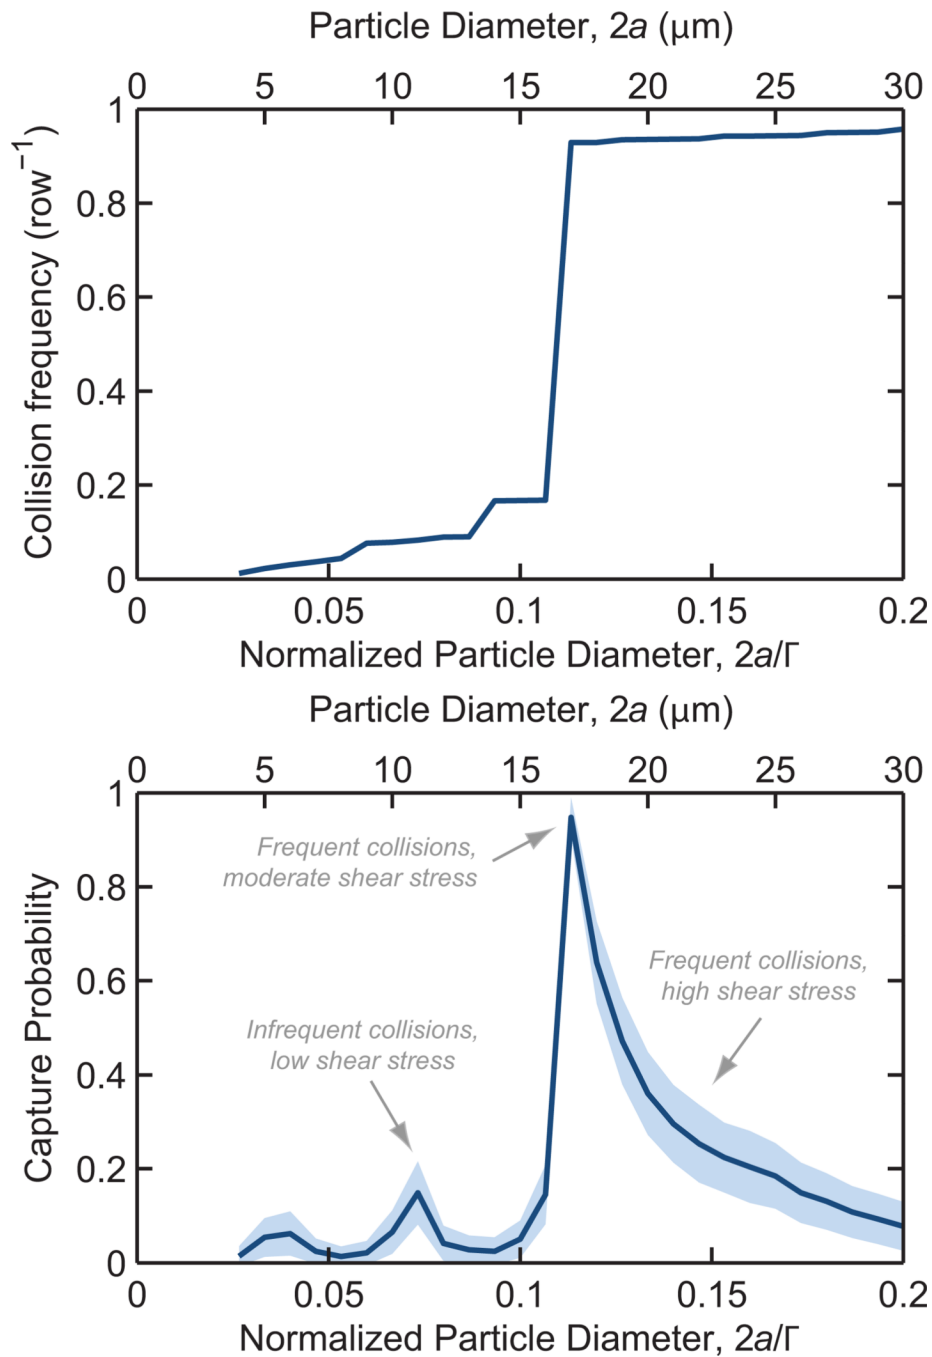 Particle Diameter, 2a (μm)
0 5 10 15 20 25 30
Collision frequency (row⁻¹)
1
0.8
0.6
0.4
0.2
0
0 0.05 0.1 0.15 0.2
Normalized Particle Diameter, 2a/Γ
Particle Diameter, 2a (μm)
0 5 10 15 20 25 30
Capture Probability
1
0.8
0.6
0.4
0.2
0
Frequent collisions,
moderate shear stress
Frequent collisions,
high shear stress
Infrequent collisions,
low shear stress
0 0.05 0.1 0.15 0.2
Normalized Particle Diameter, 2a/Γ